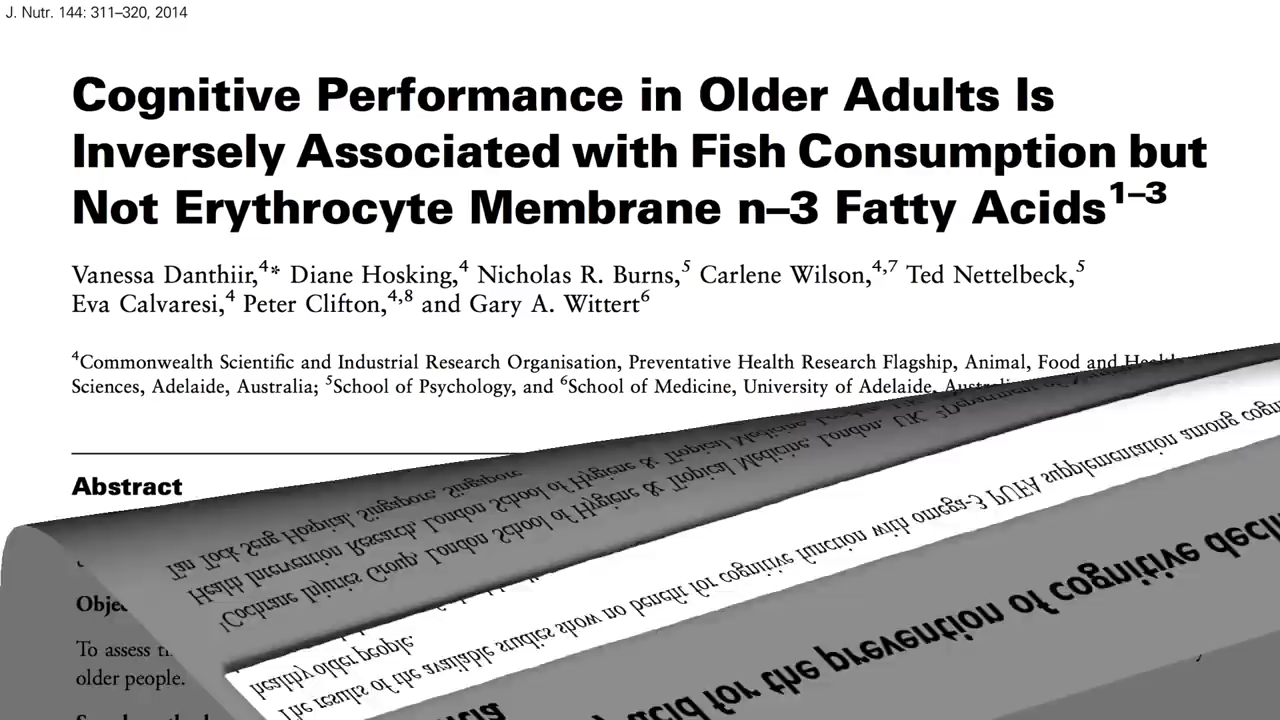 J. Nutr. 144: 311–320, 2014
Cognitive Performance in Older Adults Is
Inversely Associated with Fish Consumption but
Not Erythrocyte Membrane n–3 Fatty Acids1–3
Vanessa Danthiir,4* Diane Hosking,4 Nicholas R. Burns,5 Carlene Wilson,4,7 Ted Nettelbeck,5
Eva Calvaresi,4 Peter Clifton,4,8 and Gary A. Wittert6
4Commonwealth Scientific and Industrial Research Organisation, Preventative Health Research Flagship, Animal, Food and Health
Sciences, Adelaide, Australia; 5School of Psychology, and 6School of Medicine, University of Adelaide,
Abstract
Tan Tock Seng Hospital, Singapore, Singapore
Health Intervention Research, London School of Hygiene & Tropical Medicine,
1Cochrane Injuries Group, London School of Hygiene & Tropical Medicine, London, UK. 2Department of
healthy older people.
The results of the available studies show no benefit for cognitive function with omega-3 PUFA supplementation among
acid for the prevention of cognitive
To assess
older people.